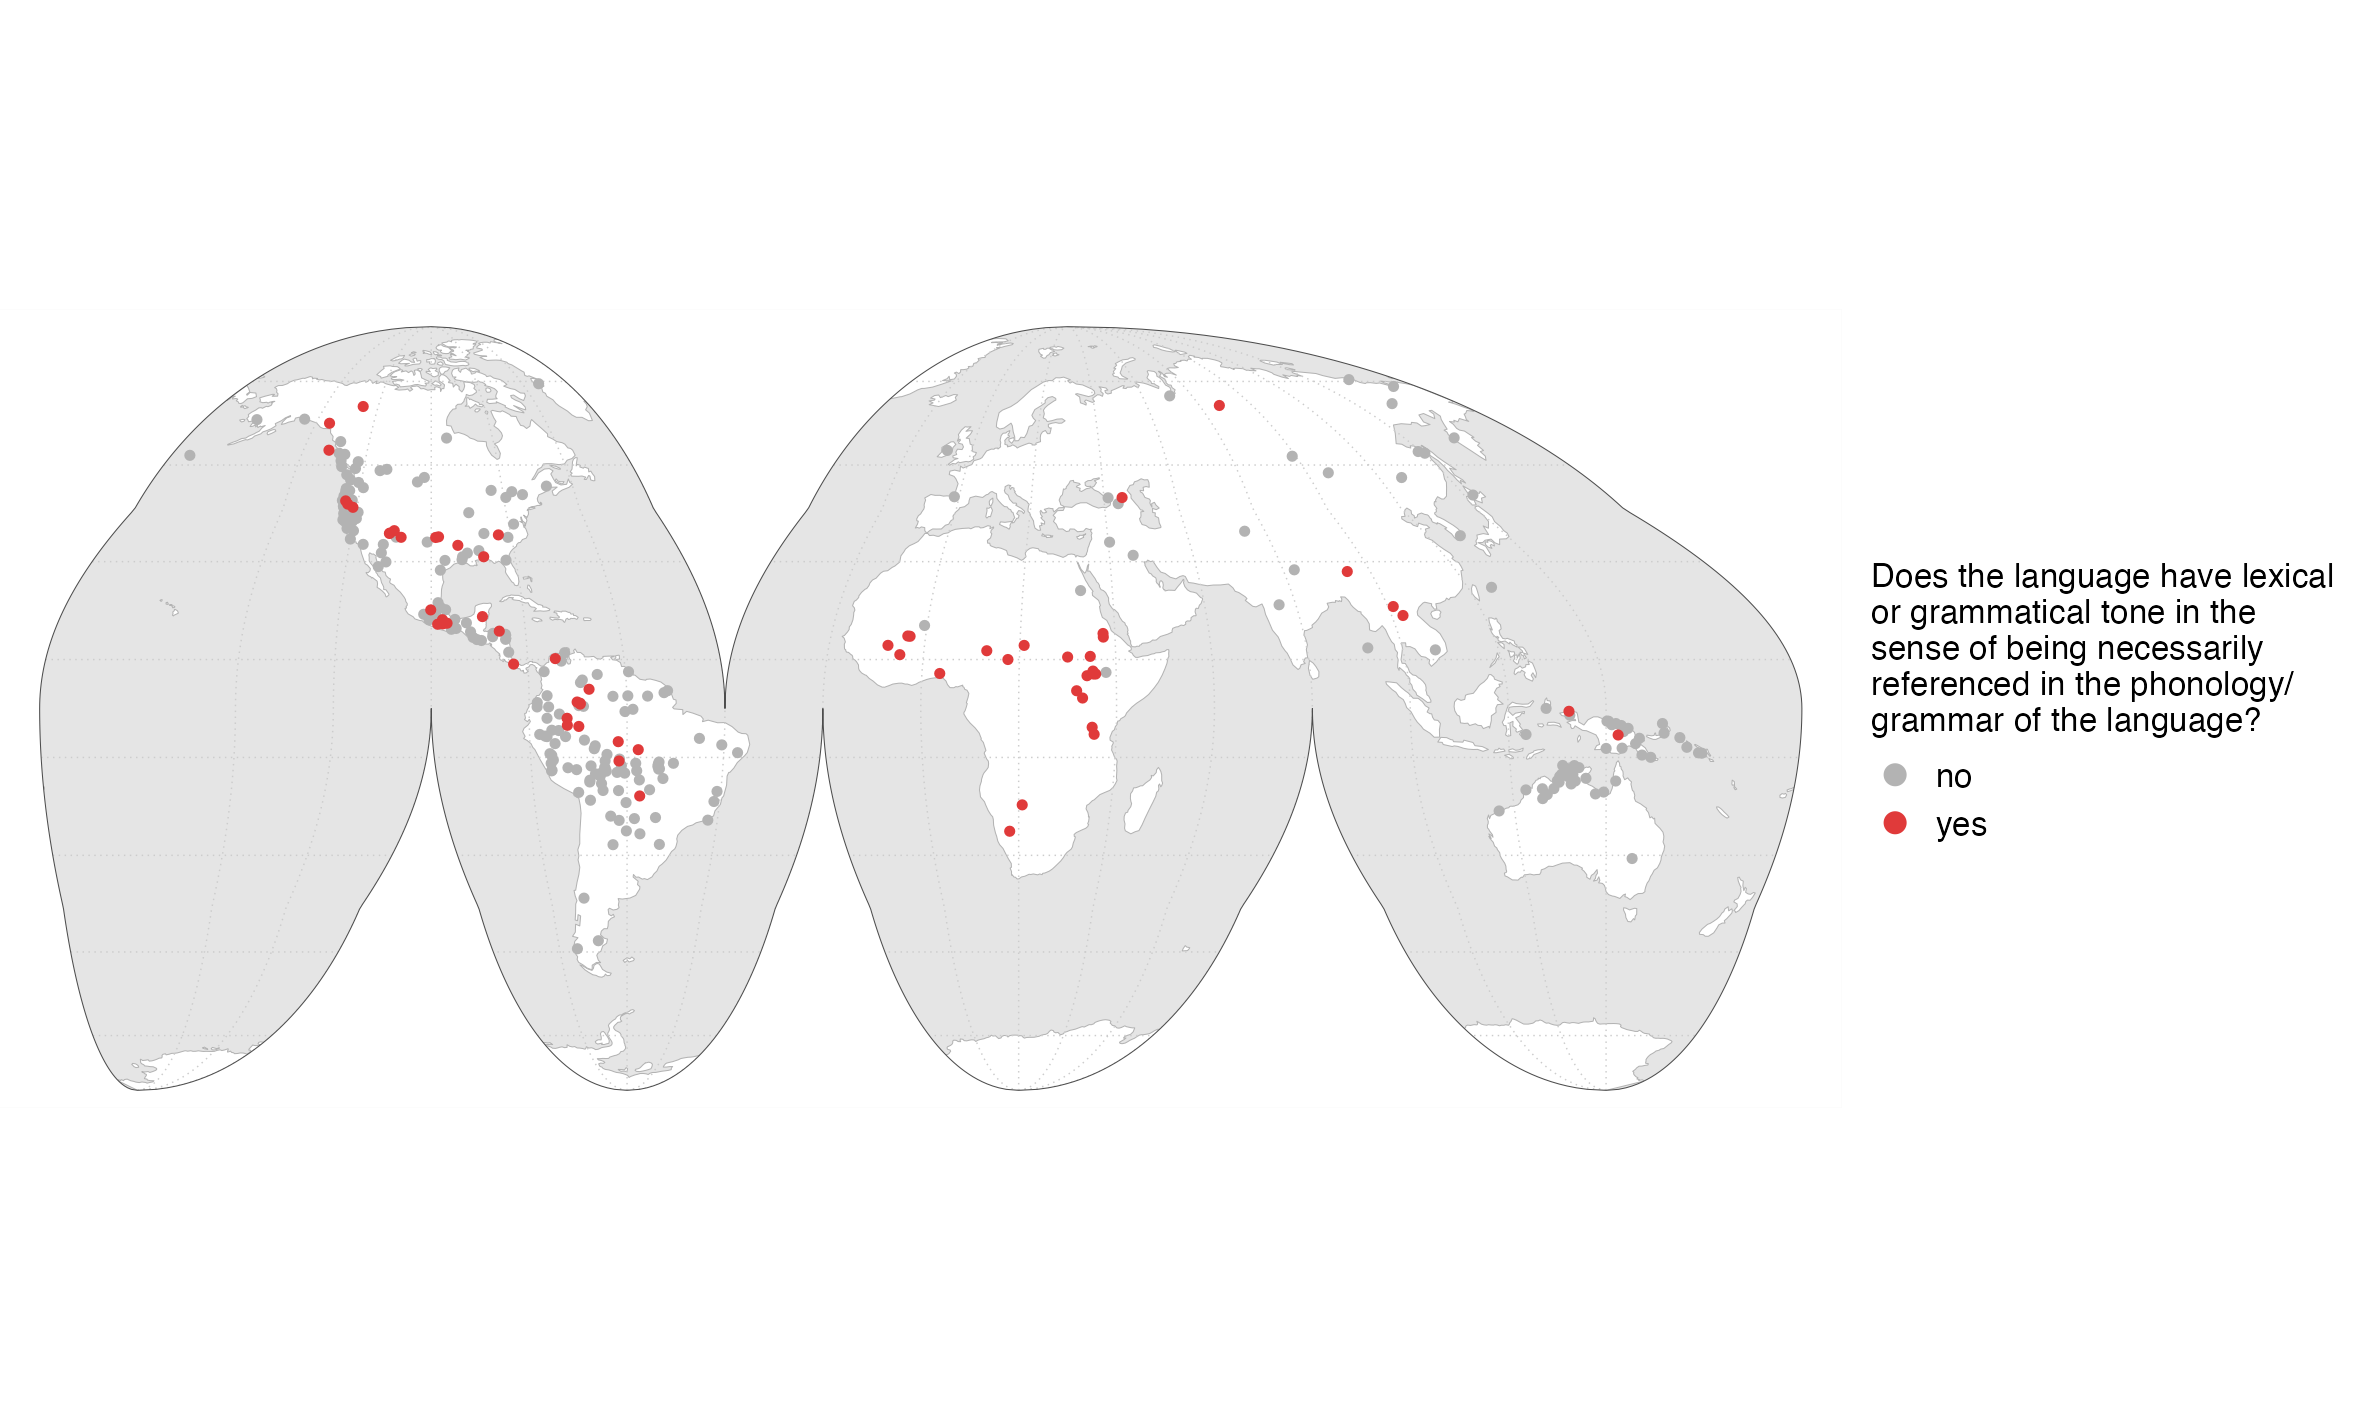 Does the language have lexical
or grammatical tone in the
sense of being necessarily
referenced in the phonology/
grammar of the language?
no
yes